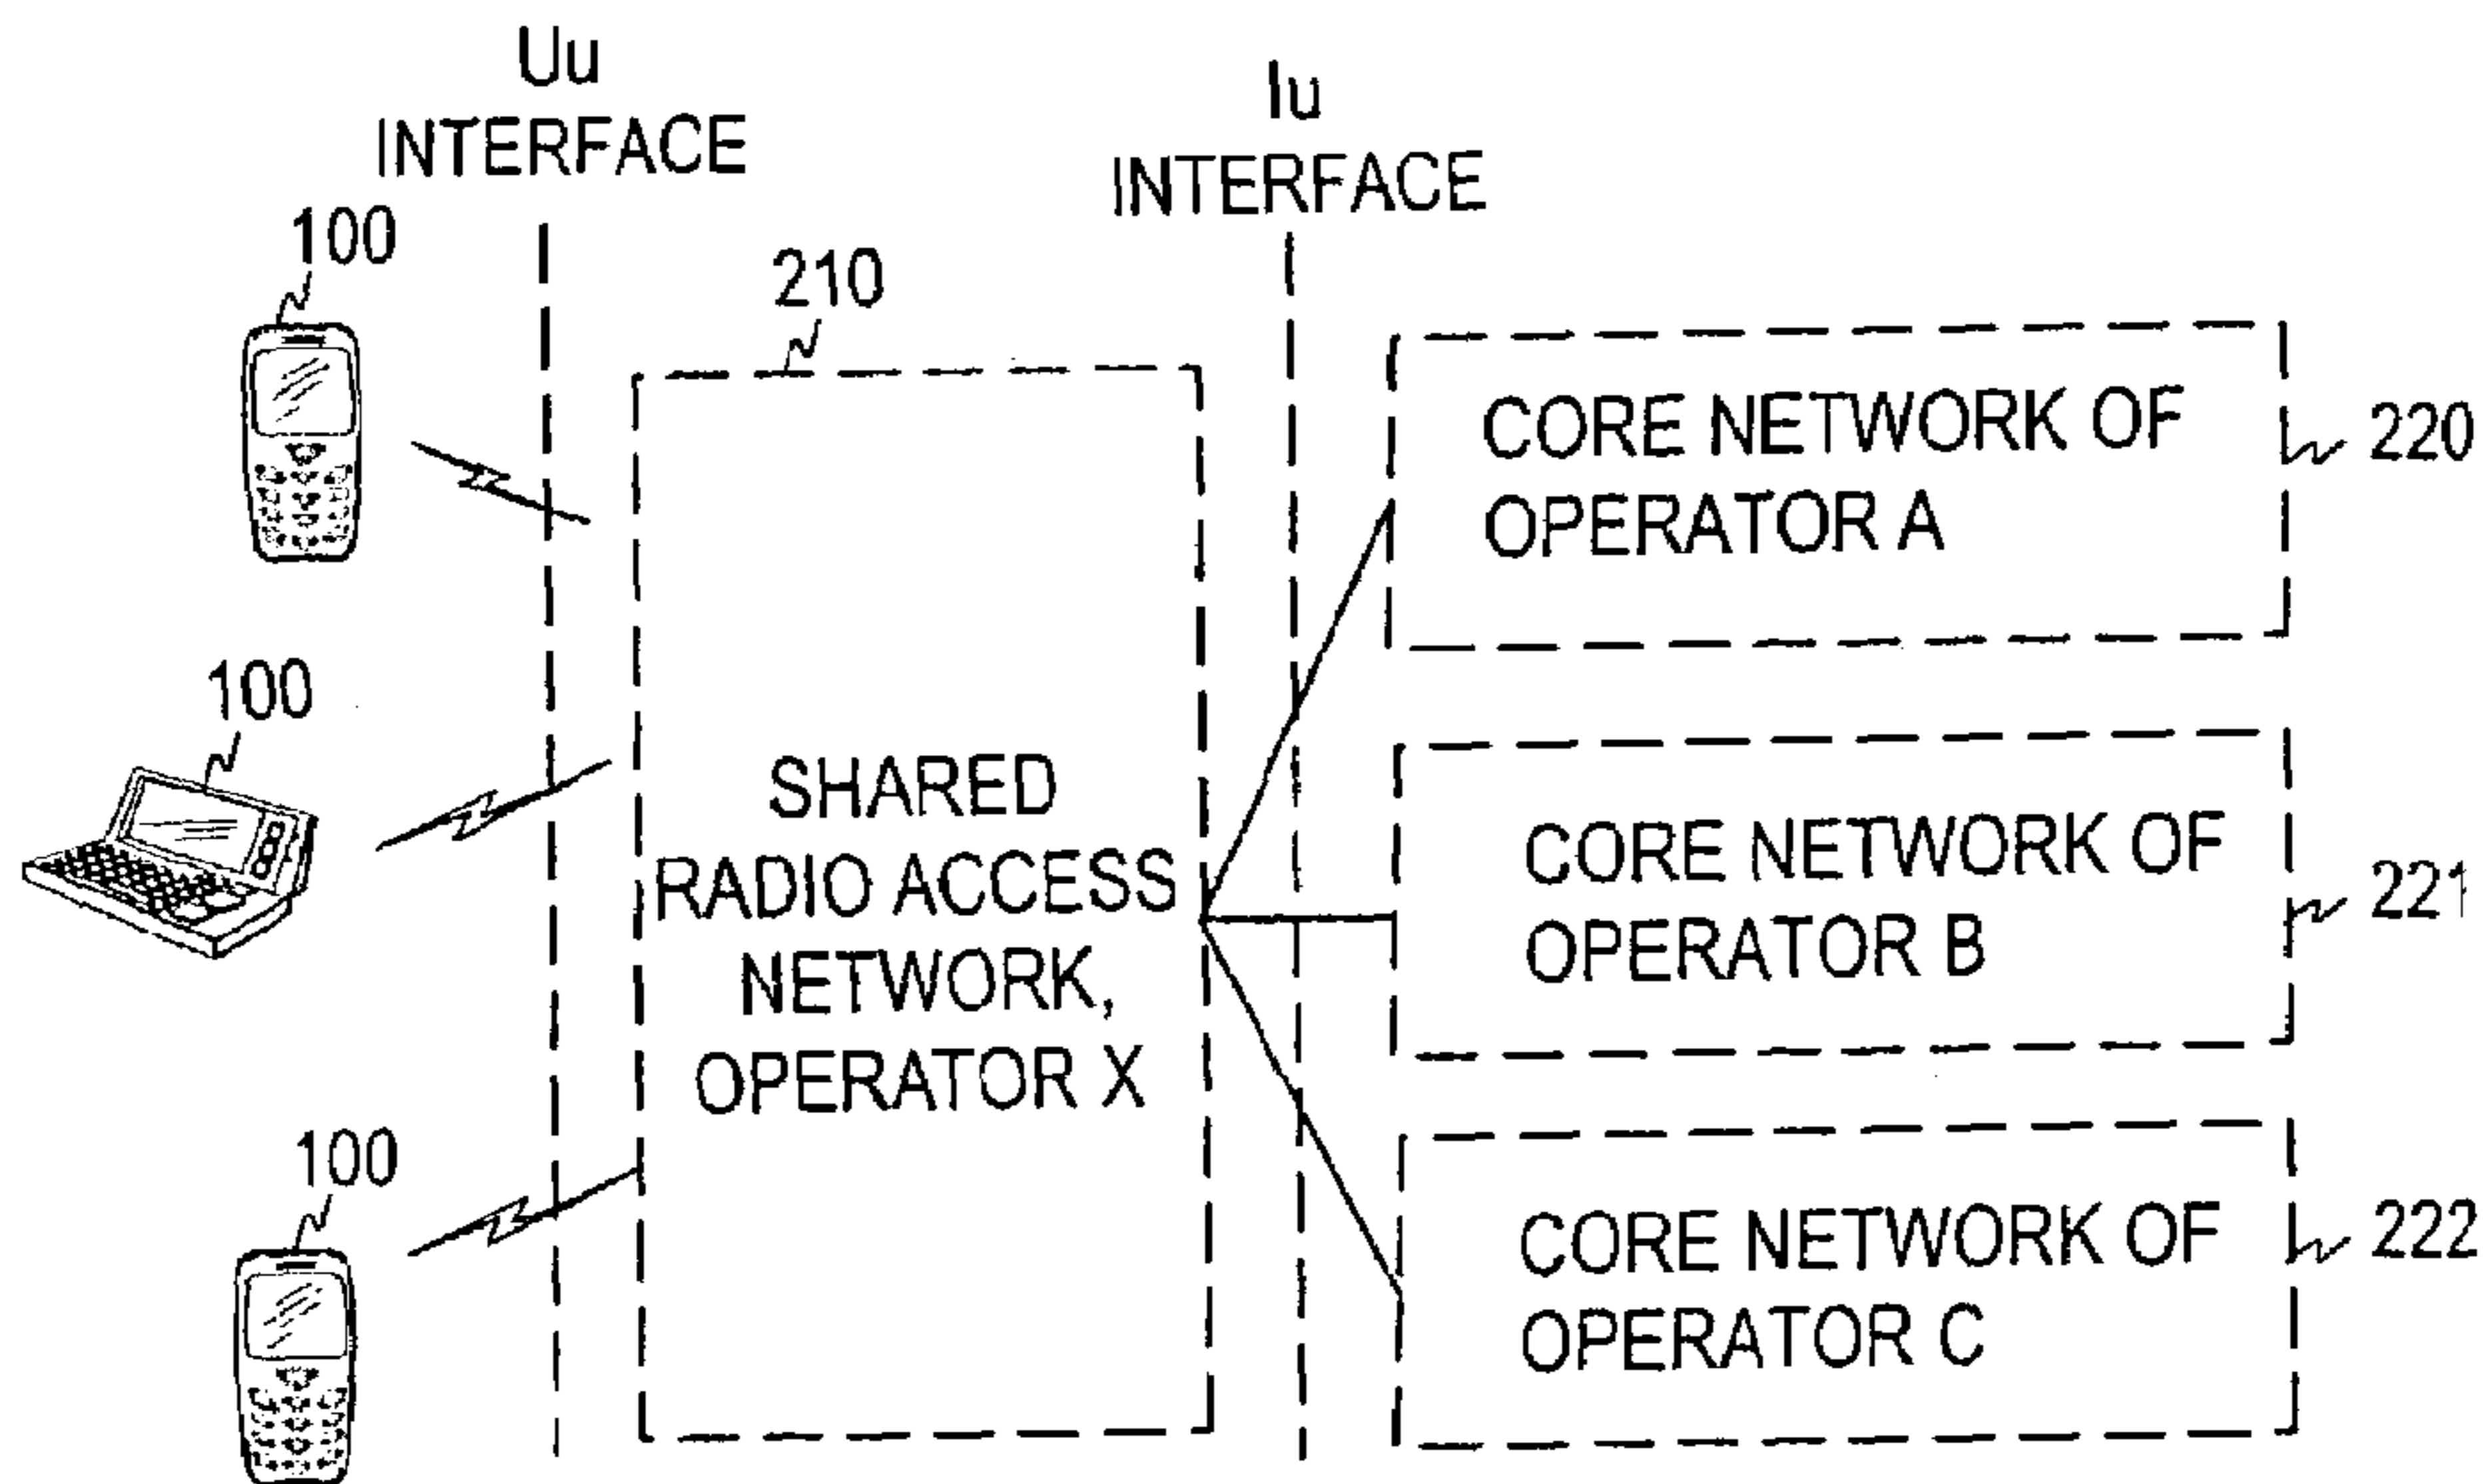 Uu
INTERFACE
Iu
INTERFACE
100
210
CORE NETWORK OF
OPERATOR A
220
100
SHARED
RADIO ACCESS
NETWORK,
OPERATOR X
CORE NETWORK OF
OPERATOR B
221
100
CORE NETWORK OF
OPERATOR C
222